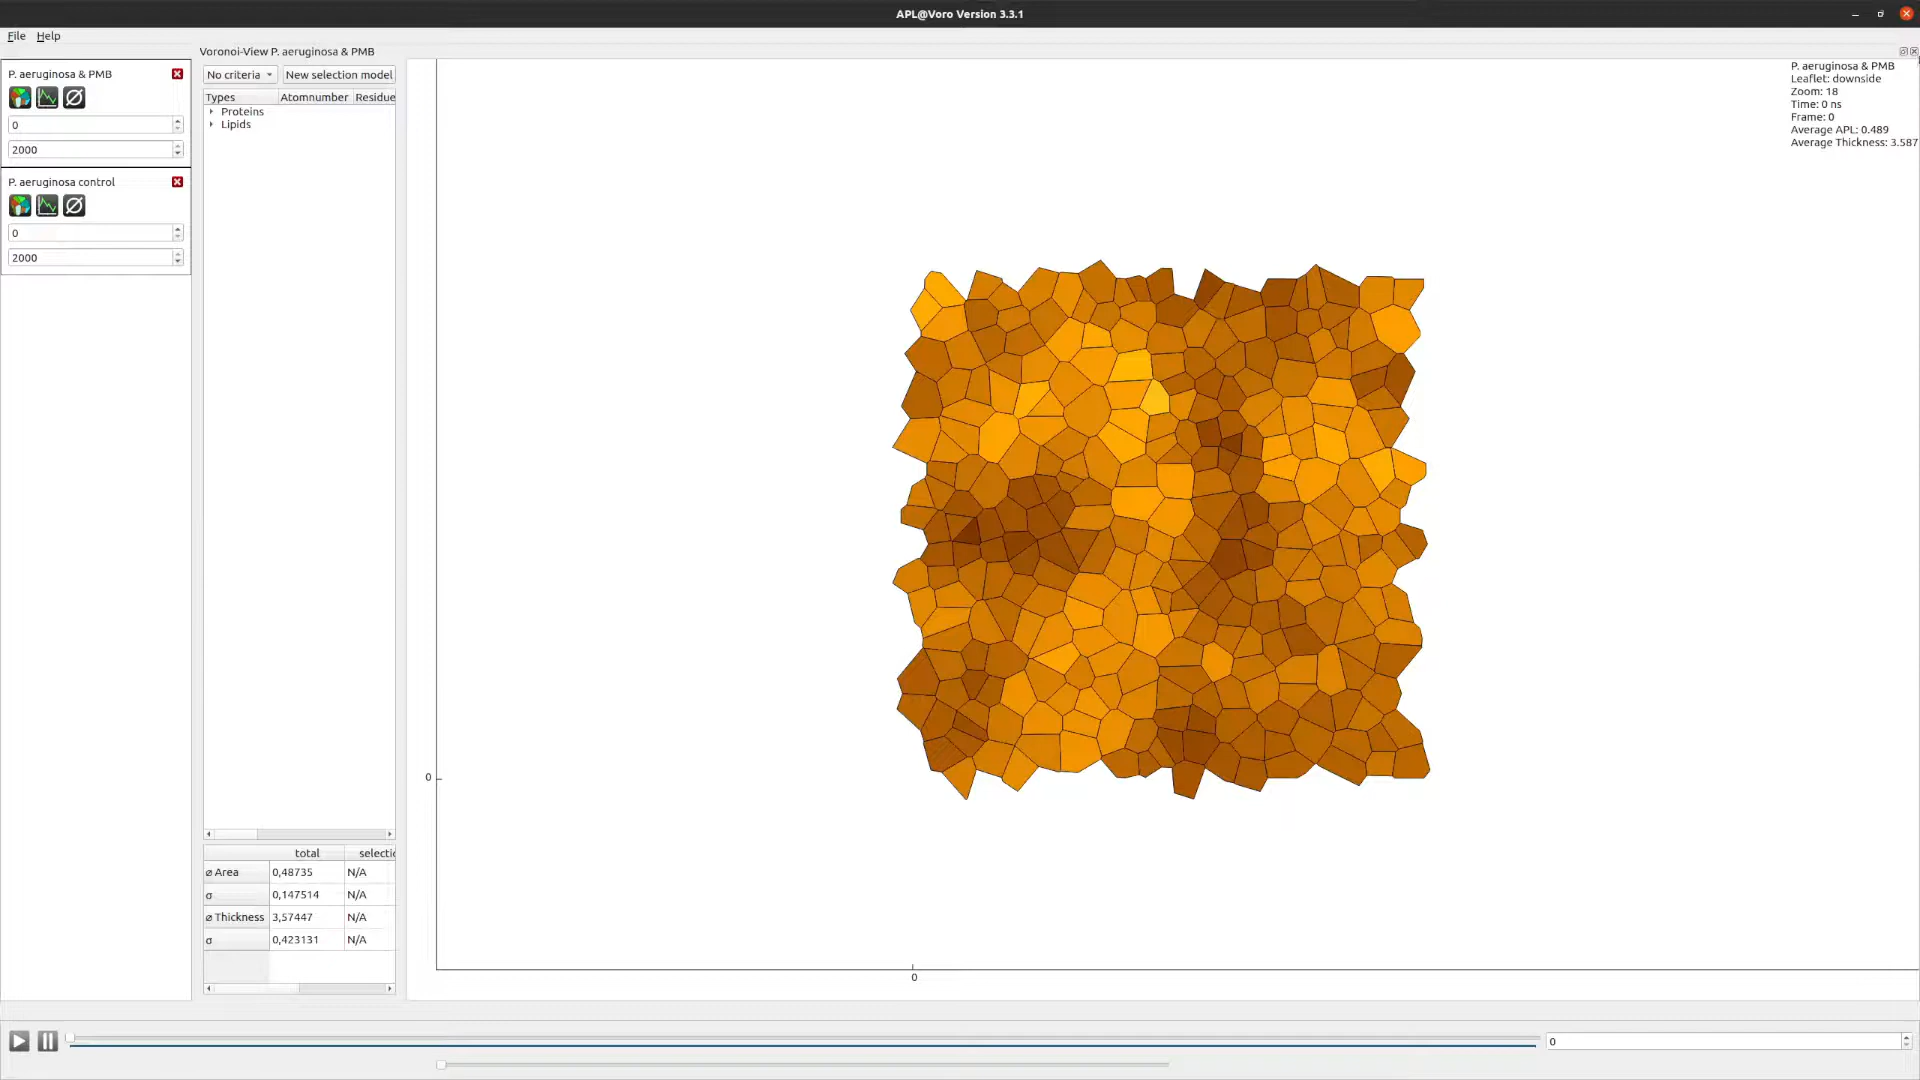 APL@Voro Version 3.3.1
File Help
Voronoi-View P. aeruginosa & PMB
P. aeruginosa & PMB
0
2000
P. aeruginosa control
0
2000
No criteria New selection model
Types Atomnumber Residue
Proteins
Lipids
total selectio
⌀ Area 0,48735 N/A
σ 0,147514 N/A
⌀ Thickness 3,57447 N/A
σ 0,423131 N/A
P. aeruginosa & PMB
Leaflet: downside
Zoom: 18
Time: 0 ns
Frame: 0
Average APL: 0.489
Average Thickness: 3.587
0
0
0